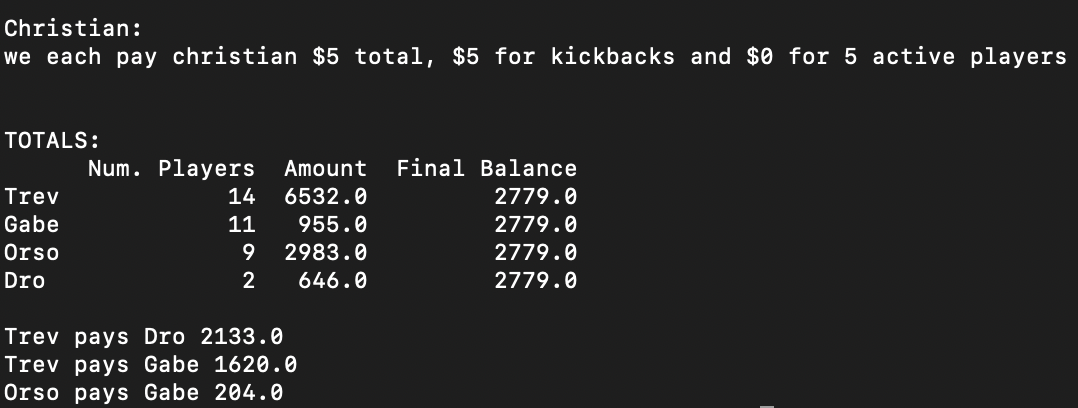 Christian:
we each pay christian $5 total, $5 for kickbacks and $0 for 5 active players
TOTALS:
Num. Players Amount Final Balance
Trev 14 6532.0 2779.0
Gabe 11 955.0 2779.0
Orso 9 2983.0 2779.0
Dro 2 646.0 2779.0
Trev pays Dro 2133.0
Trev pays Gabe 1620.0
Orso pays Gabe 204.0